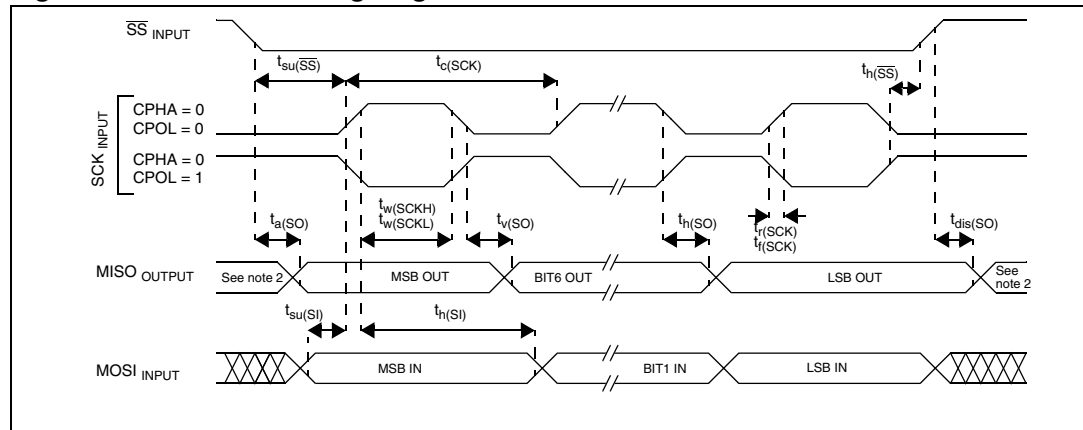 SS INPUT
tsu(SS)
tc(SCK)
th(SS)
SCK INPUT
CPHA = 0
CPOL = 0
CPHA = 0
CPOL = 1
ta(SO)
tw(SCKH)
tw(SCKL)
tv(SO)
th(SO)
tr(SCK)
tf(SCK)
tdis(SO)
MISO OUTPUT
See note 2
MSB OUT
BIT6 OUT
LSB OUT
See
note 2
tsu(SI)
th(SI)
MOSI INPUT
MSB IN
BIT1 IN
LSB IN